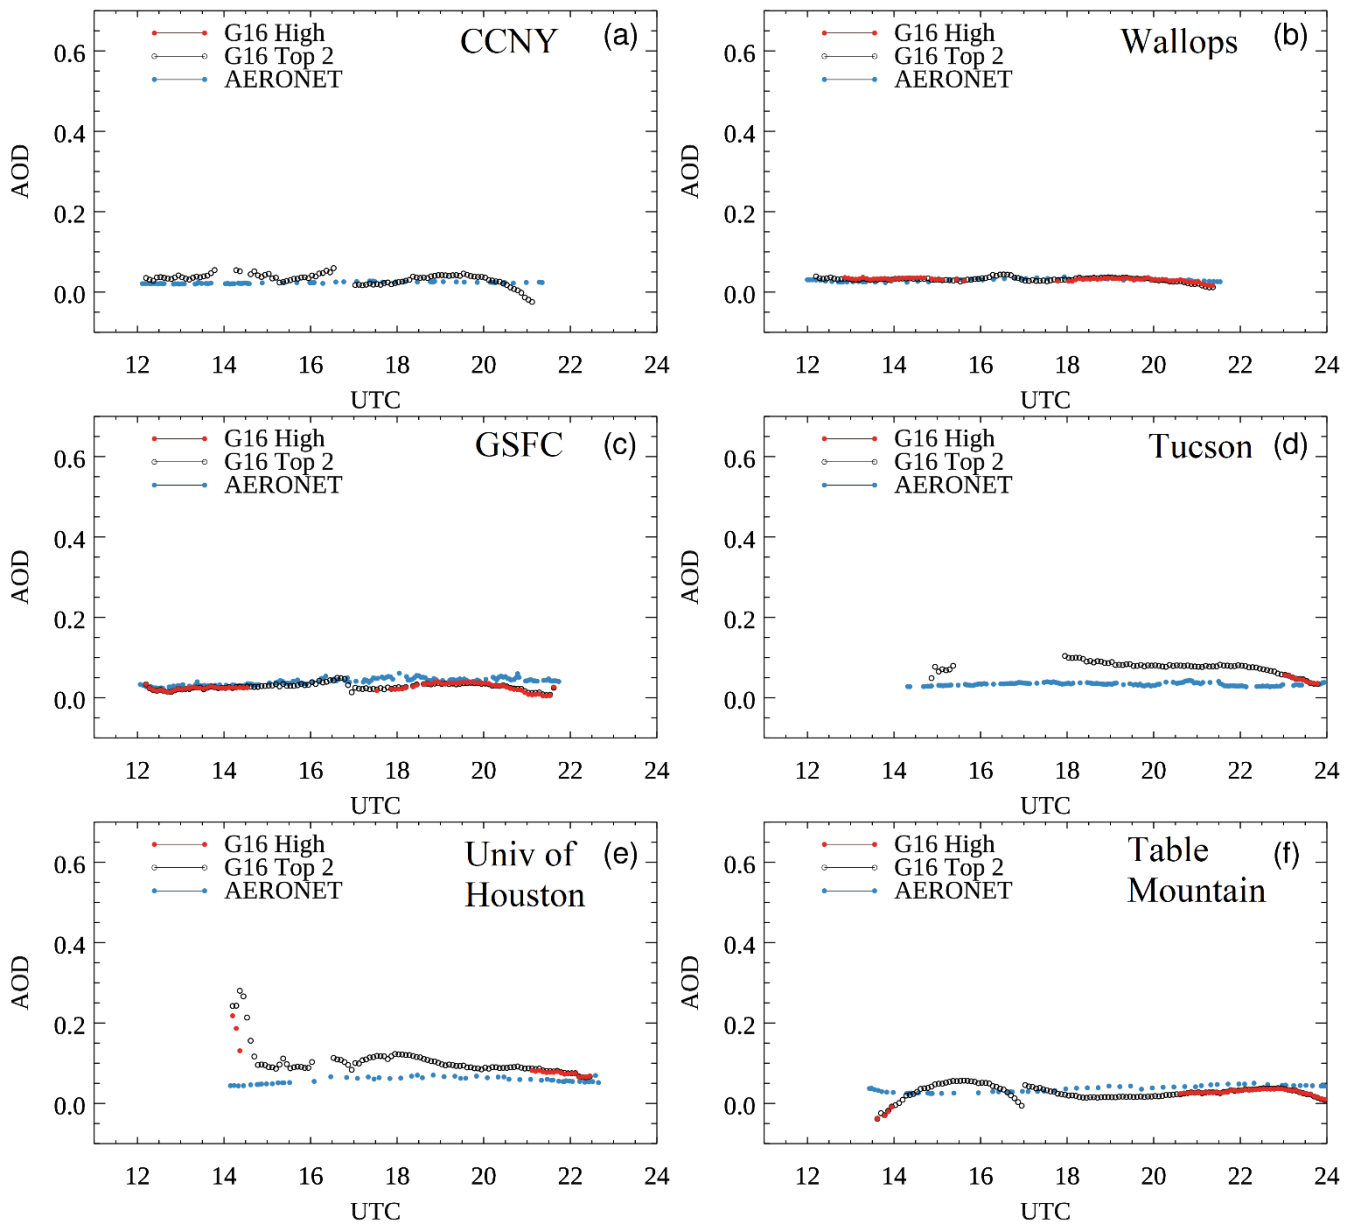 G16 High
G16 Top 2
AERONET
CCNY
(a)
0.6
0.4
0.2
0.0
AOD
12 14 16 18 20 22 24
UTC
G16 High
G16 Top 2
AERONET
Wallops
(b)
0.6
0.4
0.2
0.0
AOD
12 14 16 18 20 22 24
UTC
G16 High
G16 Top 2
AERONET
GSFC
(c)
0.6
0.4
0.2
0.0
AOD
12 14 16 18 20 22 24
UTC
G16 High
G16 Top 2
AERONET
Tucson
(d)
0.6
0.4
0.2
0.0
AOD
12 14 16 18 20 22 24
UTC
G16 High
G16 Top 2
AERONET
Univ of
Houston
(e)
0.6
0.4
0.2
0.0
AOD
12 14 16 18 20 22 24
UTC
G16 High
G16 Top 2
AERONET
Table
Mountain
(f)
0.6
0.4
0.2
0.0
AOD
12 14 16 18 20 22 24
UTC